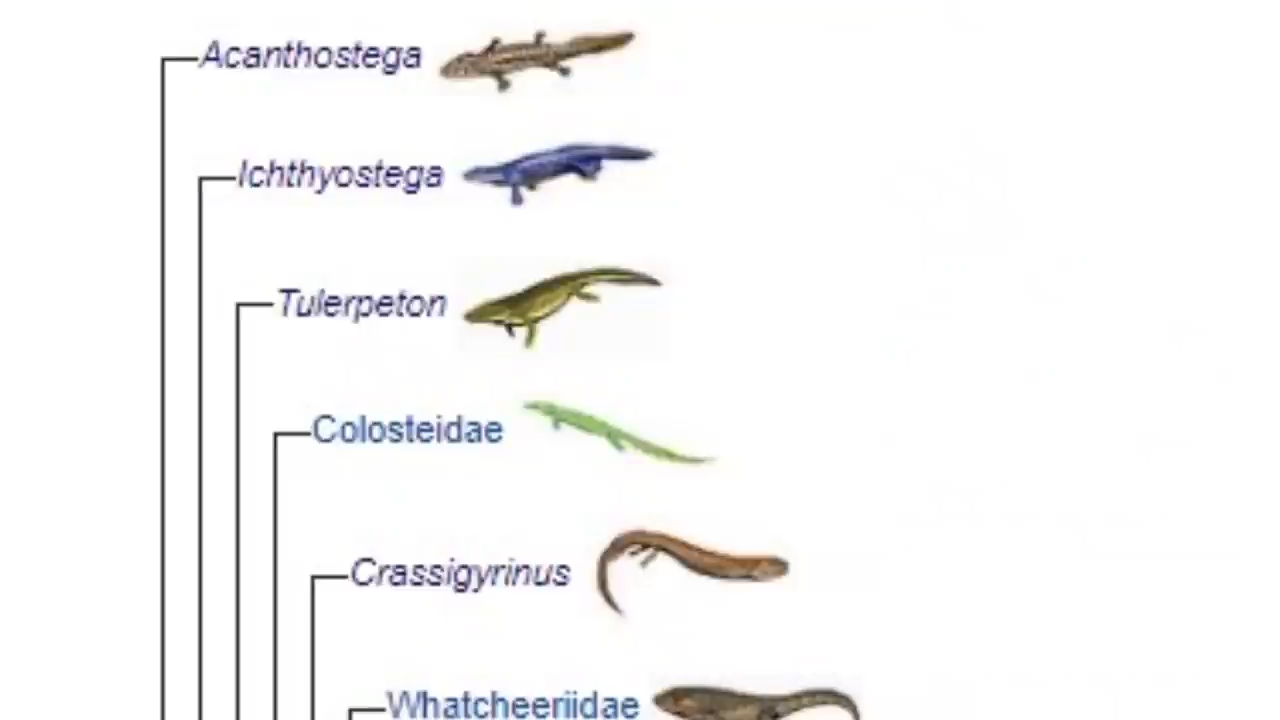 Acanthostega
Ichthyostega
Tulerpeton
Colosteidae
Crassigyrinus
Whatcheeriidae